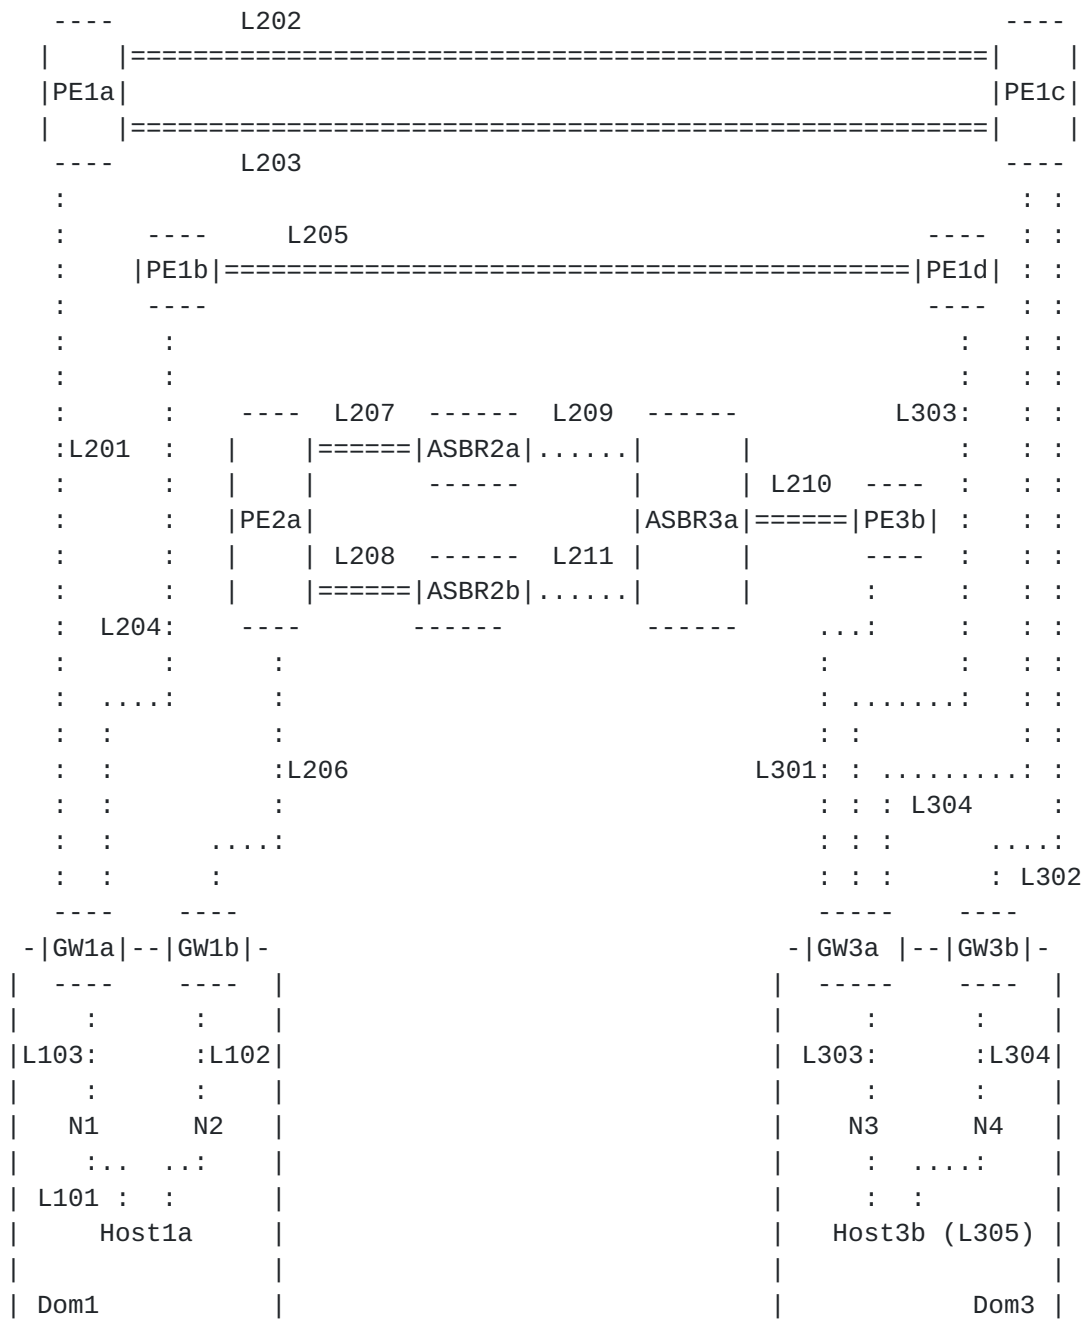 ----        L202                                             ----
|    |=======================================================|    |
|PE1a|                                                       |PE1c|
|    |=======================================================|    |
 ----        L203                                             ----
 :                                                             : :
 :     ----     L205                                     ----  : :
 :    |PE1b|============================================|PE1d| : :
 :     ----                                              ----  : :
 :      :                                                  :   : :
 :      :                                                  :   : :
 :      :    ----  L207  ------  L209  ------          L303:   : :
 :L201  :   |    |======|ASBR2a|......|      |             :   : :
 :      :   |    |       ------       |      | L210  ----  :   : :
 :      :   |PE2a|                    |ASBR3a|======|PE3b| :   : :
 :      :   |    | L208  ------  L211 |      |       ----  :   : :
 :      :   |    |======|ASBR2b|......|      |       :     :   : :
 :  L204:    ----       ------         ------     ...:     :   : :
 :      :      :                                  :        :   : :
 :  ....:      :                                  : .......:   : :
 :  :          :                                  : :          : :
 :  :          :L206                          L301: : .........: :
 :  :          :                                  : : : L304     :
 :  :      ....:                                  : : :      ....:
 :  :      :                                      : : :      : L302
 ----    ----                                     -----    ----
-|GW1a|--|GW1b|-                                 -|GW3a |--|GW3b|-
|  ----    ----  |                               |  -----    ----  |
|    :      :    |                               |     :      :    |
|L103:      :L102|                               | L303:      :L304|
|    :      :    |                               |     :      :    |
|   N1      N2   |                               |    N3      N4   |
|    :..  ..:    |                               |     :  ....:    |
| L101 :  :      |                               |     :  :        |
|     Host1a     |                               |   Host3b (L305) |
|                |                               |                 |
| Dom1           |                               |            Dom3 |